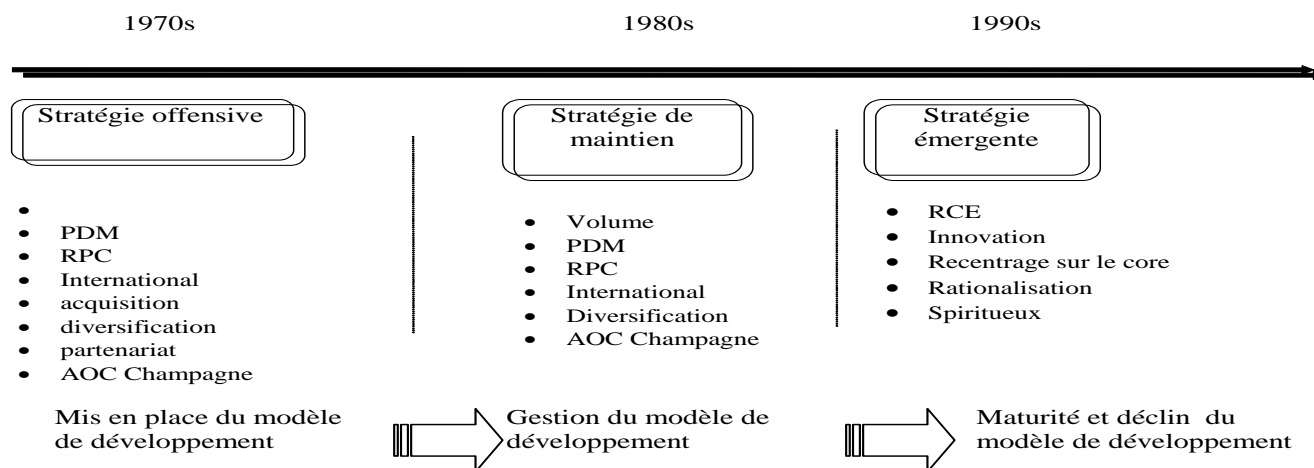 1970s
1980s
1990s
Stratégie offensive
Stratégie de
maintien
Stratégie
émergente
•
• PDM
• RPC
• International
• acquisition
• diversification
• partenariat
• AOC Champagne
• Volume
• PDM
• RPC
• International
• Diversification
• AOC Champagne
• RCE
• Innovation
• Recentrage sur le core
• Rationalisation
• Spiritueux
Mis en place du modèle
de développement
Gestion du modèle de
développement
Maturité et déclin du
modèle de développement